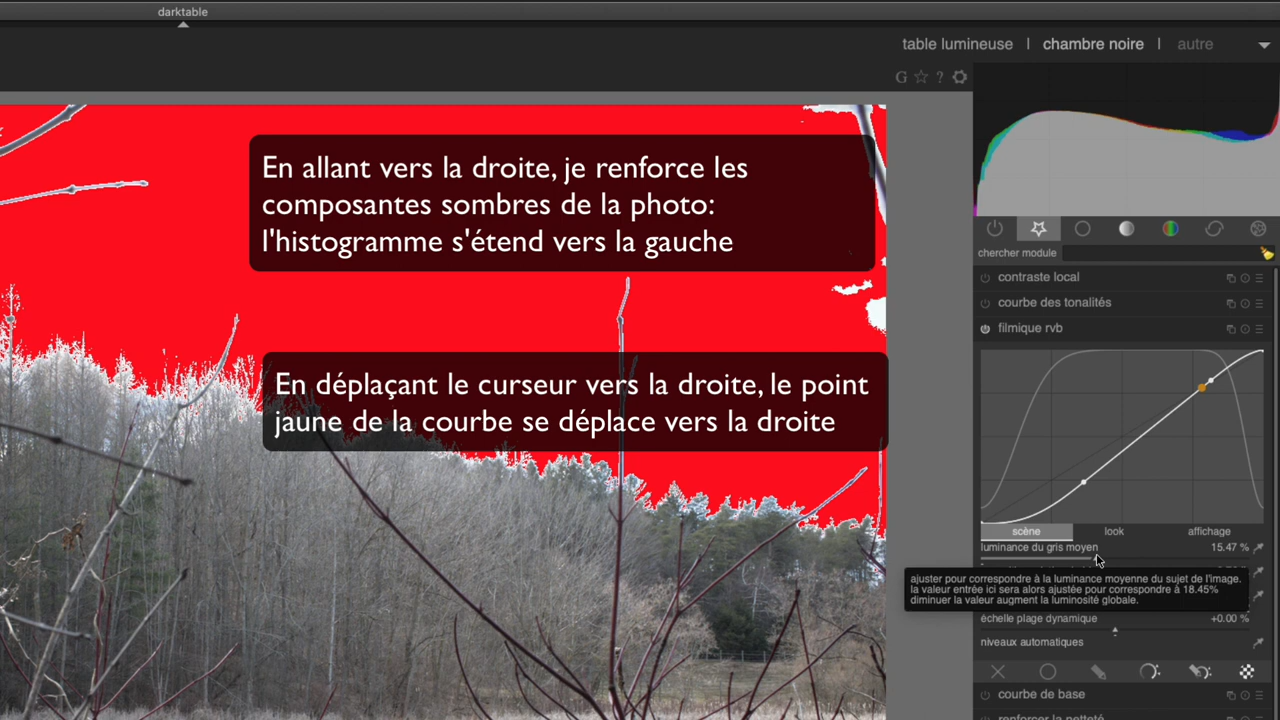 darktable
table lumineuse | chambre noire | autre
G ☆ ?
En allant vers la droite, je renforce les
composantes sombres de la photo:
l'histogramme s'étend vers la gauche
chercher module
contraste local
courbe des tonalités
filmique rvb
En déplaçant le curseur vers la droite, le point
jaune de la courbe se déplace vers la droite
scène look affichage
luminance du gris moyen 15.47 %
ajuster pour correspondre à la luminance moyenne du sujet de l'image.
la valeur entrée ici sera alors ajustée pour correspondre à 18.45%
diminuer la valeur augment la luminosité globale.
échelle plage dynamique +0.00 %
niveaux automatiques
courbe de base
renforcer la netteté